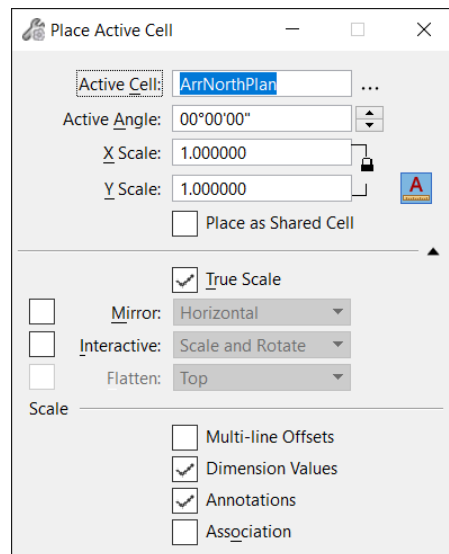 Place Active Cell
Active Cell: ArrNorthPlan ...
Active Angle: 00°00'00"
X Scale: 1.000000
Y Scale: 1.000000 A
Place as Shared Cell
True Scale
Mirror: Horizontal
Interactive: Scale and Rotate
Flatten: Top
Scale
Multi-line Offsets
Dimension Values
Annotations
Association